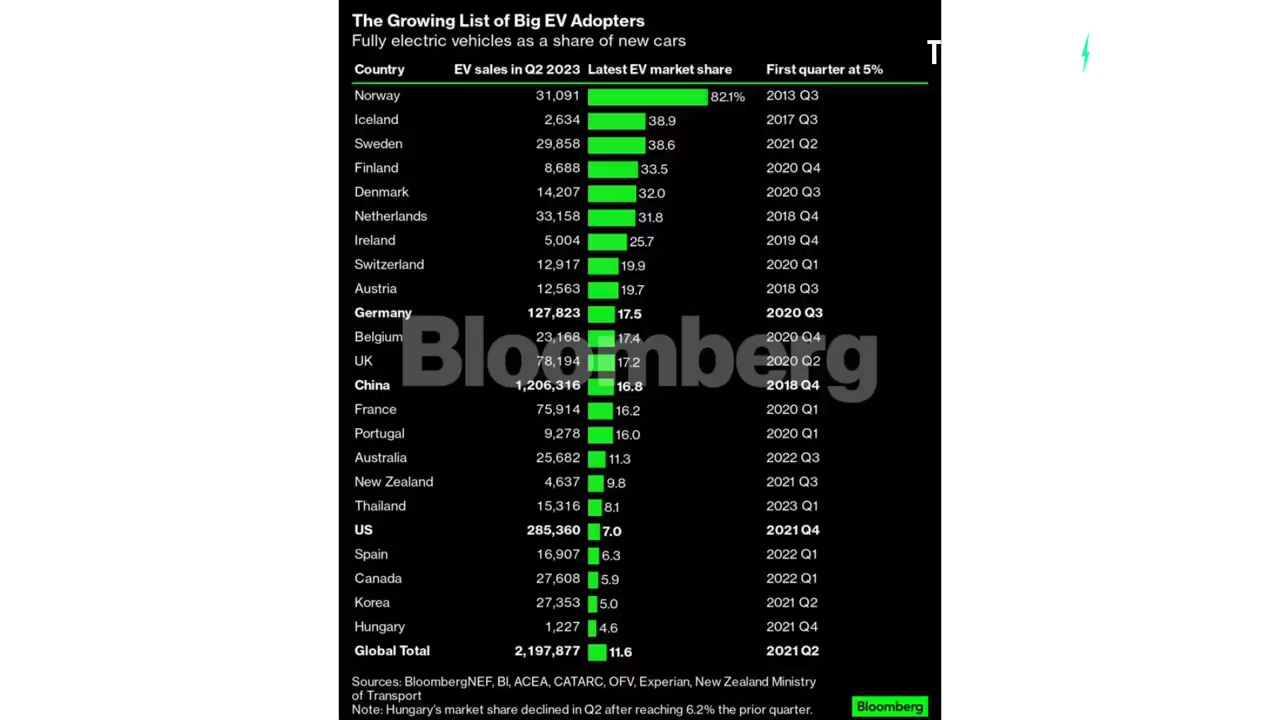 The Growing List of Big EV Adopters
Fully electric vehicles as a share of new cars
T
Country EV sales in Q2 2023 Latest EV market share First quarter at 5%
Norway 31,091 82.1% 2013 Q3
Iceland 2,634 38.9 2017 Q3
Sweden 29,858 38.6 2021 Q2
Finland 8,688 33.5 2020 Q4
Denmark 14,207 32.0 2020 Q3
Netherlands 33,158 31.8 2018 Q4
Ireland 5,004 25.7 2019 Q4
Switzerland 12,917 19.9 2020 Q1
Austria 12,563 19.7 2018 Q3
Germany 127,823 17.5 2020 Q3
Belgium 23,168 17.4 2020 Q4
UK 78,194 17.2 2020 Q2
Bloomberg
China 1,206,316 16.8 2018 Q4
France 75,914 16.2 2020 Q1
Portugal 9,278 16.0 2020 Q1
Australia 25,682 11.3 2022 Q3
New Zealand 4,637 9.8 2021 Q3
Thailand 15,316 8.1 2023 Q1
US 285,360 7.0 2021 Q4
Spain 16,907 6.3 2022 Q1
Canada 27,608 5.9 2022 Q1
Korea 27,353 5.0 2021 Q2
Hungary 1,227 4.6 2021 Q4
Global Total 2,197,877 11.6 2021 Q2
Sources: BloombergNEF, BI, ACEA, CATARC, OFV, Experian, New Zealand Ministry
of Transport
Note: Hungary's market share declined in Q2 after reaching 6.2% the prior quarter.
Bloomberg